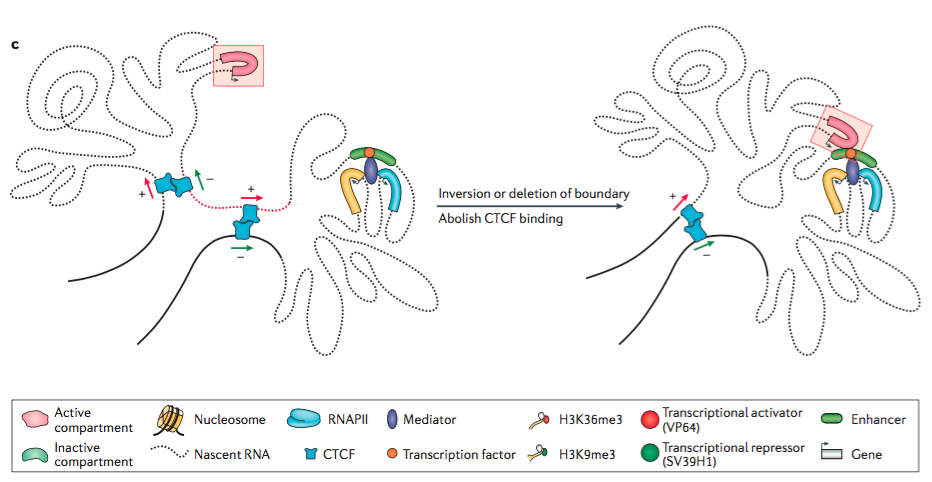 c
+
−
+
−
Inversion or deletion of boundary
Abolish CTCF binding
+
−
Active compartment
Nucleosome
RNAPII
Mediator
H3K36me3
Transcriptional activator
(VP64)
Enhancer
Inactive compartment
Nascent RNA
CTCF
Transcription factor
H3K9me3
Transcriptional repressor
(SV39H1)
Gene